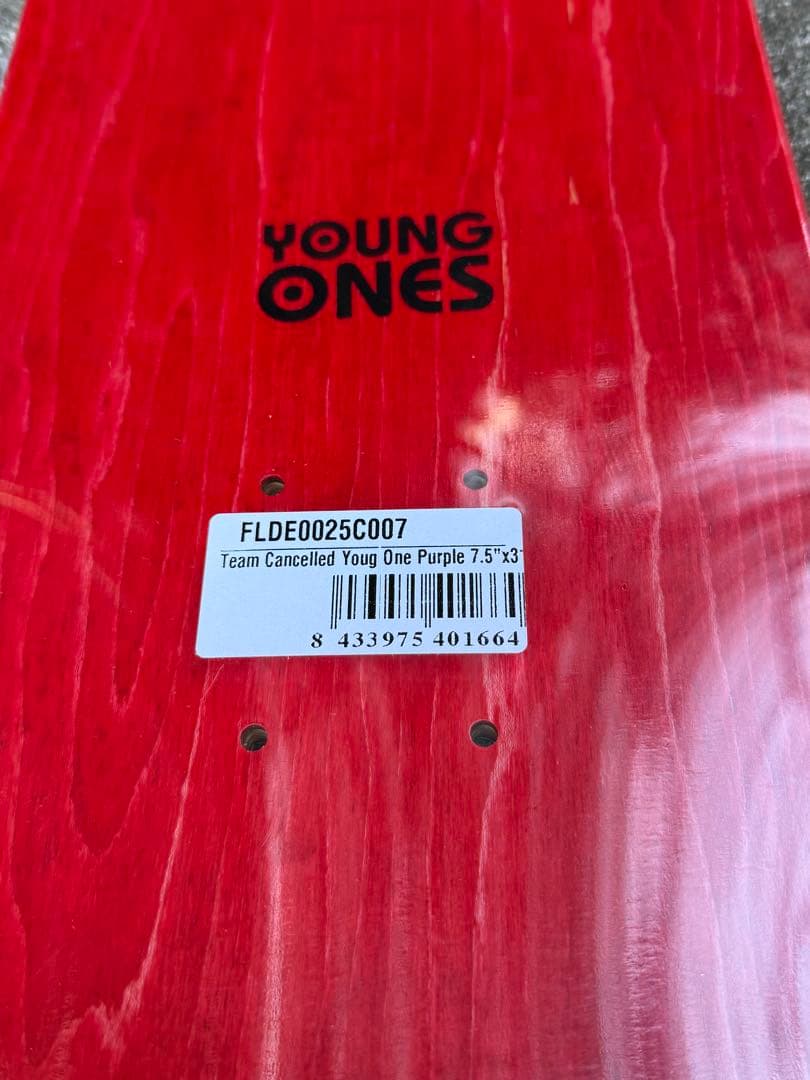 YOUNG
ONES
FLDE0025C007
Team Cancelled Youg One Purple 7.5"x3
8 433975 401664